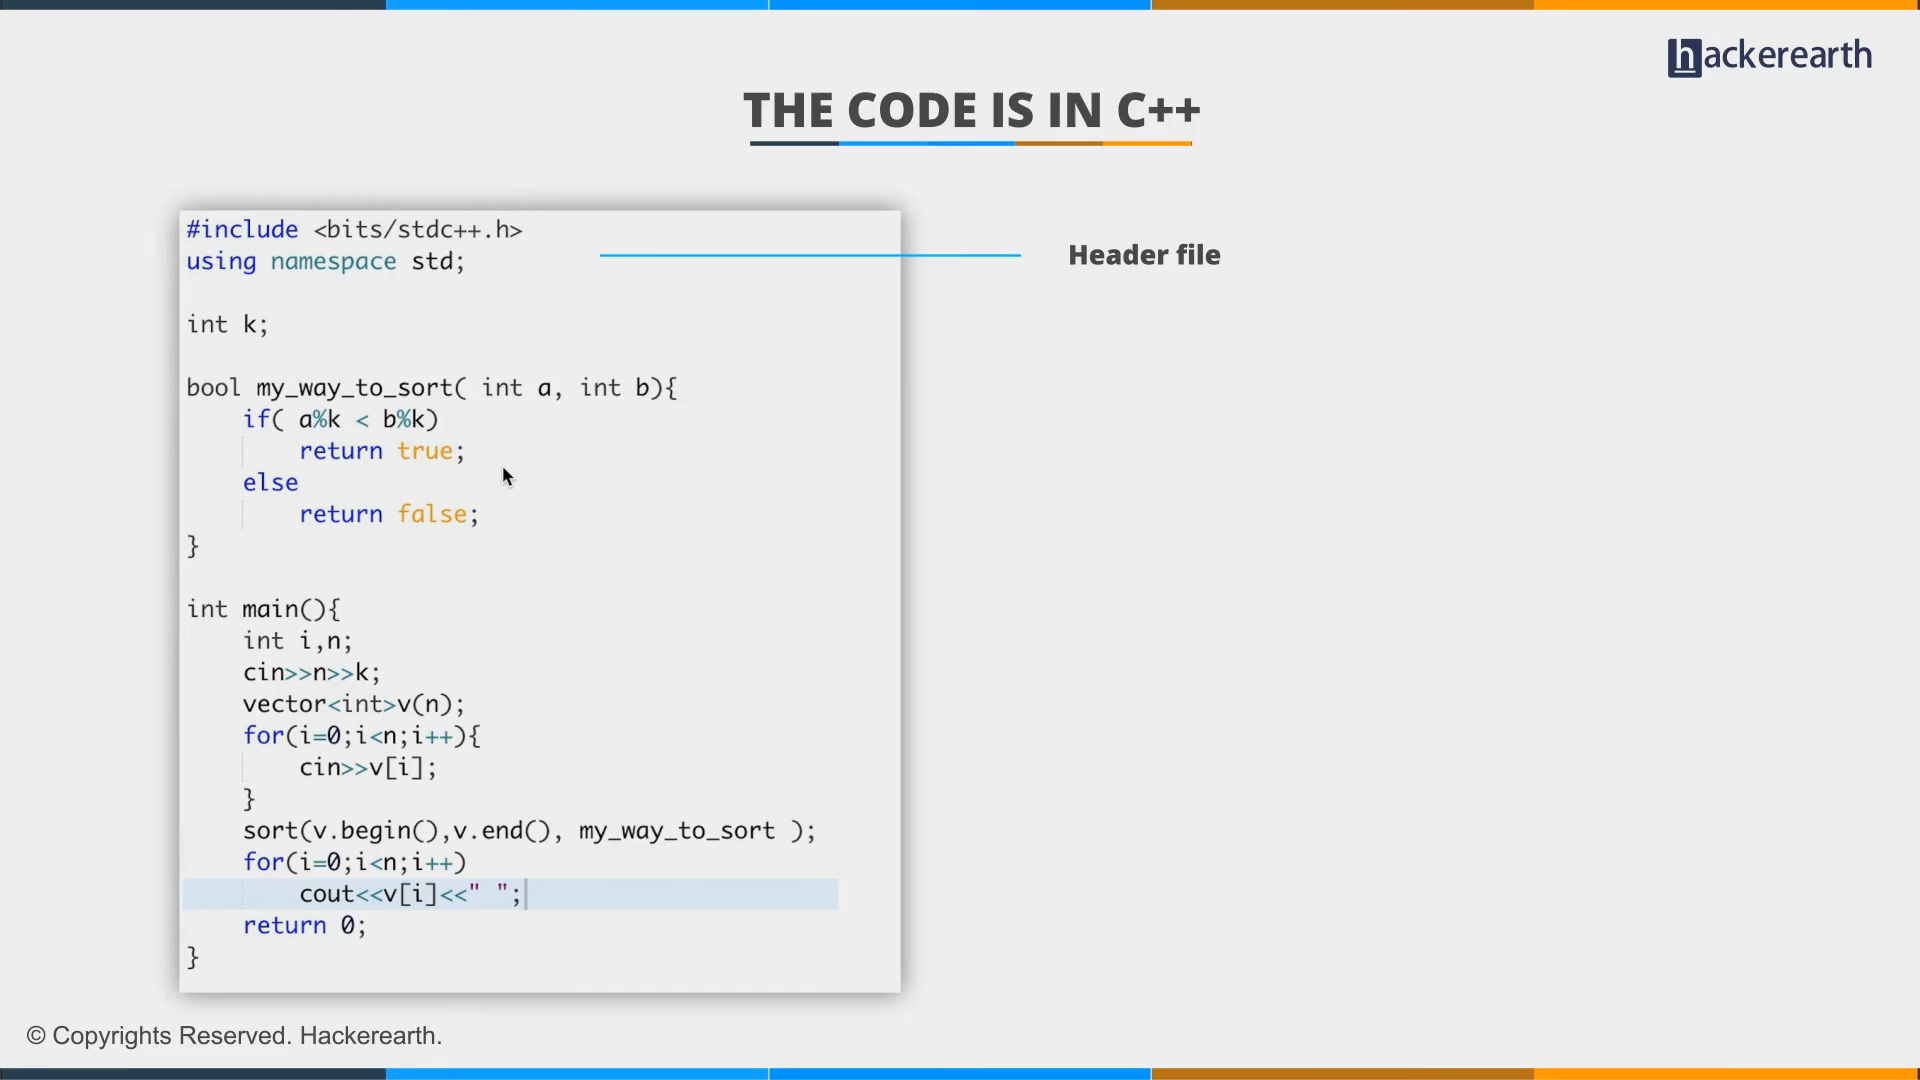 hackerearth
THE CODE IS IN C++
#include <bits/stdc++.h>
using namespace std;
Header file
int k;
bool my_way_to_sort( int a, int b){
    if( a%k < b%k)
        return true;
    else
        return false;
}
int main(){
    int i,n;
    cin>>n>>k;
    vector<int>v(n);
    for(i=0;i<n;i++){
        cin>>v[i];
    }
    sort(v.begin(),v.end(), my_way_to_sort );
    for(i=0;i<n;i++)
        cout<<v[i]<<" ";
    return 0;
}
© Copyrights Reserved. Hackerearth.